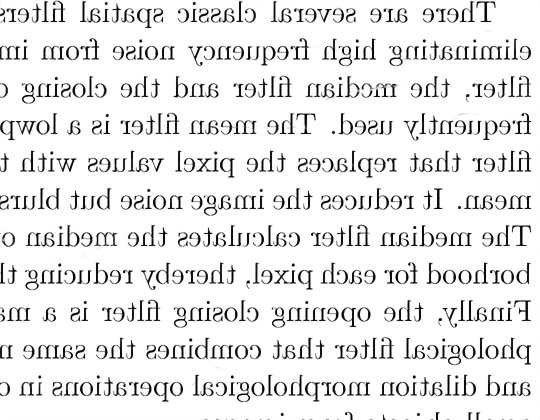 There are several classic spatial filters
eliminating high frequency noise from im
filter, the median filter and the closing o
frequently used. The mean filter is a lowp
filter that replaces the pixel values with t
mean. It reduces the image noise but blurs
The median filter calculates the median o
borhood for each pixel, thereby reducing th
Finally, the opening closing filter is a ma
phological filter that combines the same n
and dilation morphological operations in o